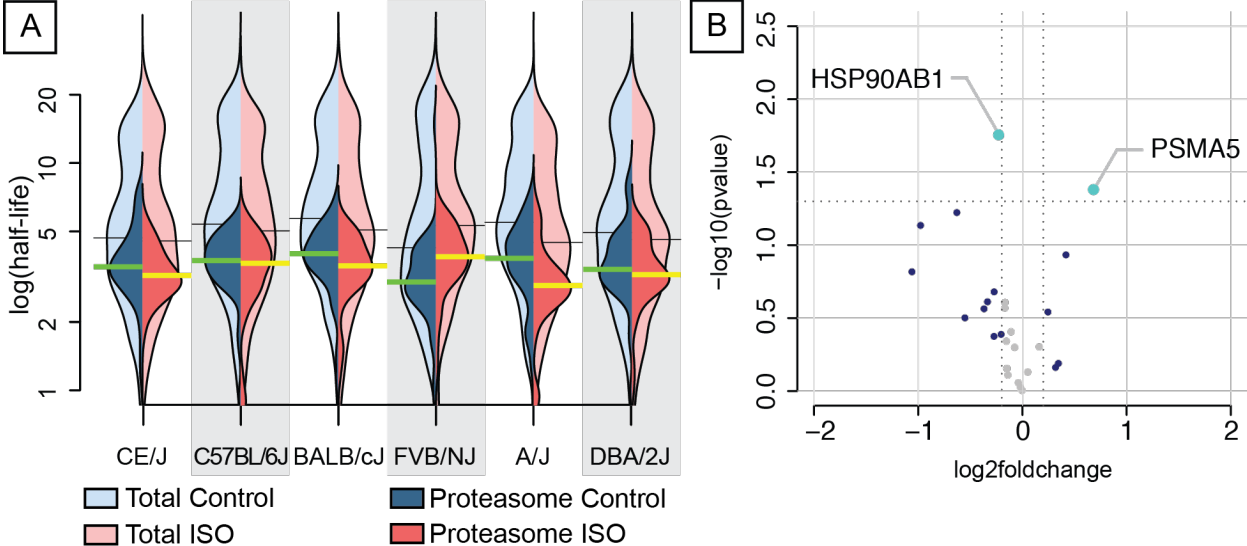 A
log(half-life)
20
10
5
2
1
CE/J C57BL/6J BALB/cJ FVB/NJ A/J DBA/2J
Total Control
Proteasome Control
Total ISO
Proteasome ISO
B
−log10(pvalue)
2.5
2.0
1.5
1.0
0.5
0.0
HSP90AB1
PSMA5
−2 −1 0 1 2
log2foldchange